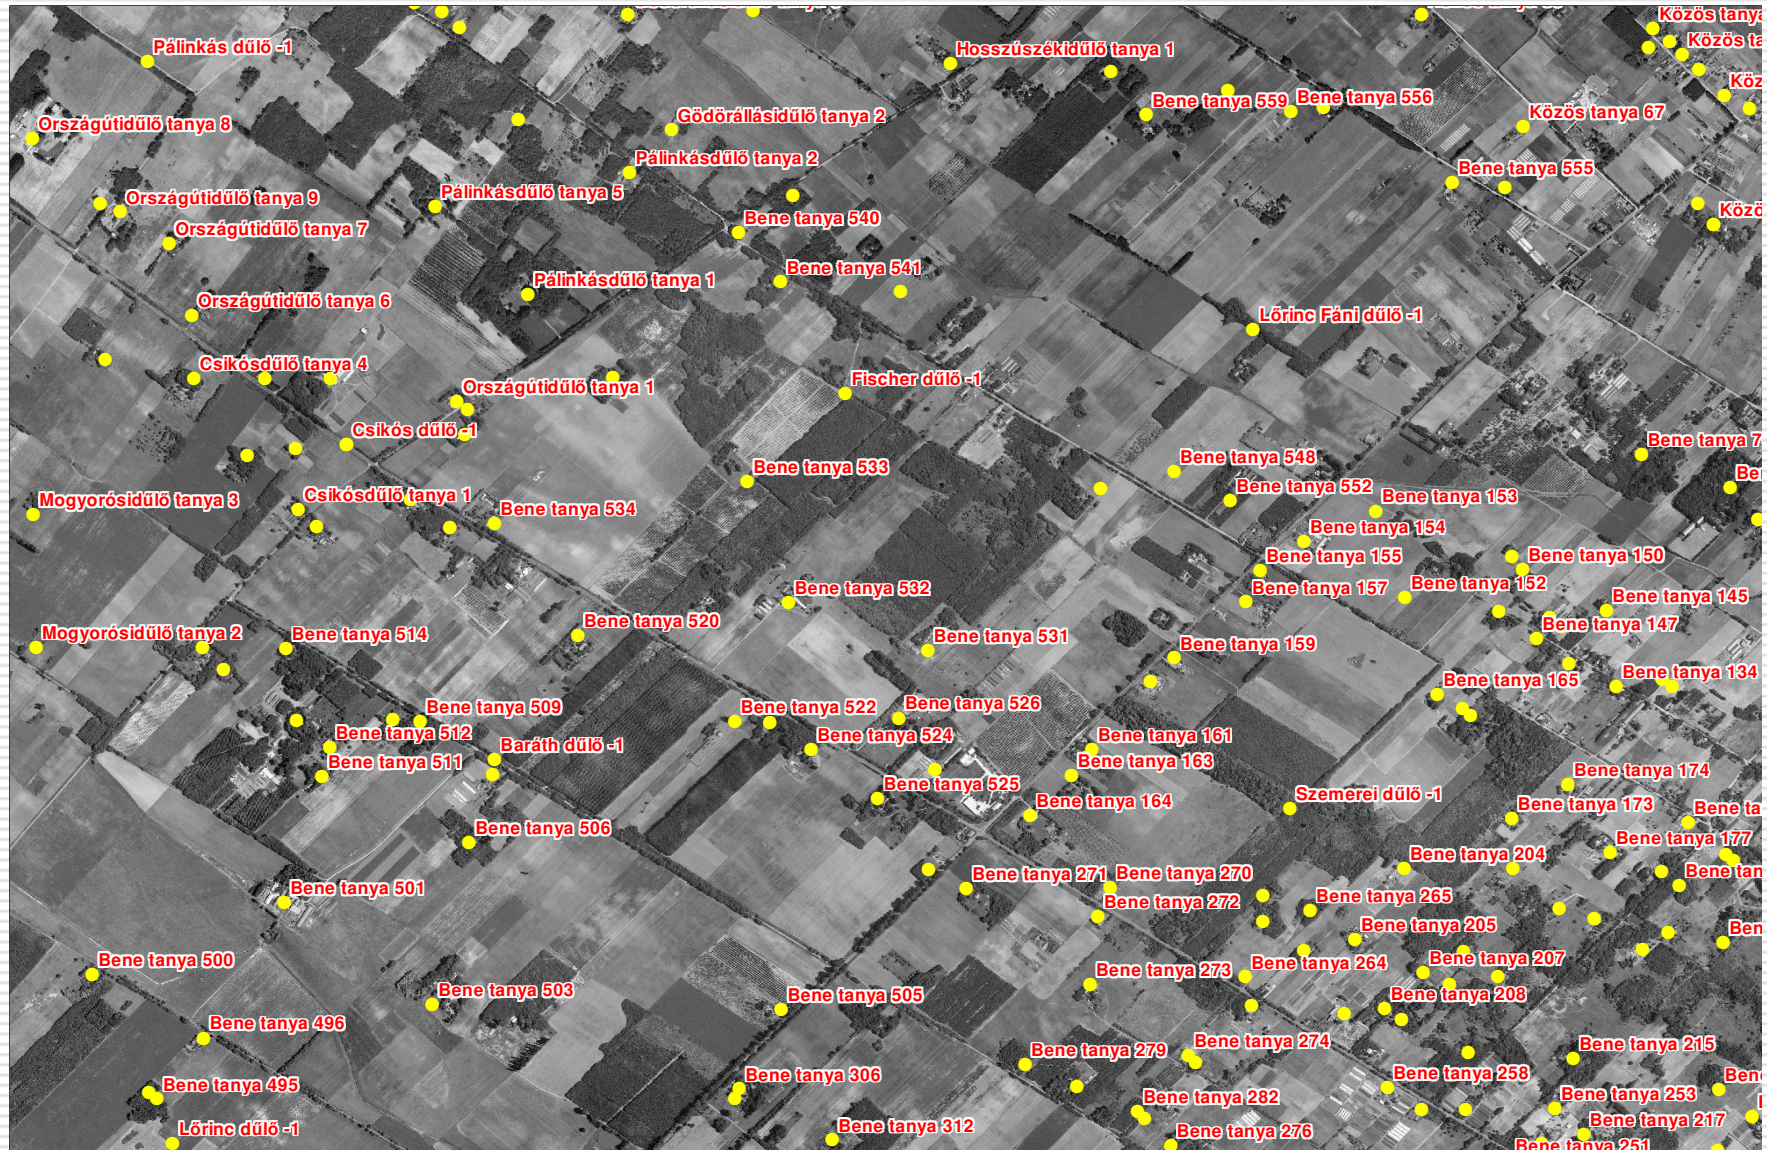 Közös tanya
Pálinkás dűlő -1
Hosszúszékidűlő tanya 1
Bene tanya 559
Bene tanya 556
Gödörállásidűlő tanya 2
Közös tanya 67
Országútidűlő tanya 8
Pálinkásdűlő tanya 2
Bene tanya 555
Országútidűlő tanya 9
Pálinkásdűlő tanya 5
Bene tanya 540
Országútidűlő tanya 7
Bene tanya 541
Pálinkásdűlő tanya 1
Országútidűlő tanya 6
Lőrinc Fáni dűlő -1
Csikósdűlő tanya 4
Országútidűlő tanya 1
Fischer dűlő -1
Csikós dűlő -1
Bene tanya 7
Bene tanya 533
Bene tanya 548
Mogyorósidűlő tanya 3
Csikósdűlő tanya 1
Bene tanya 534
Bene tanya 552
Bene tanya 153
Bene tanya 154
Bene tanya 155
Bene tanya 150
Bene tanya 532
Bene tanya 157
Bene tanya 152
Bene tanya 145
Mogyorósidűlő tanya 2
Bene tanya 514
Bene tanya 520
Bene tanya 531
Bene tanya 159
Bene tanya 147
Bene tanya 165
Bene tanya 134
Bene tanya 509
Bene tanya 522
Bene tanya 526
Bene tanya 512
Baráth dűlő -1
Bene tanya 524
Bene tanya 161
Bene tanya 511
Bene tanya 163
Bene tanya 174
Bene tanya 525
Bene tanya 164
Szemerei dűlő -1
Bene tanya 173
Bene ta
Bene tanya 506
Bene tanya 177
Bene tanya 204
Bene tan
Bene tanya 501
Bene tanya 271
Bene tanya 270
Bene tanya 272
Bene tanya 265
Bene tanya 205
Ben
Bene tanya 500
Bene tanya 273
Bene tanya 264
Bene tanya 207
Bene tanya 503
Bene tanya 505
Bene tanya 208
Bene tanya 496
Bene tanya 279
Bene tanya 274
Bene tanya 215
Bene tanya 495
Bene tanya 306
Bene tanya 258
Bene
Bene tanya 282
Bene tanya 253
Lőrinc dűlő -1
Bene tanya 312
Bene tanya 276
Bene tanya 217
Bene tanya 251